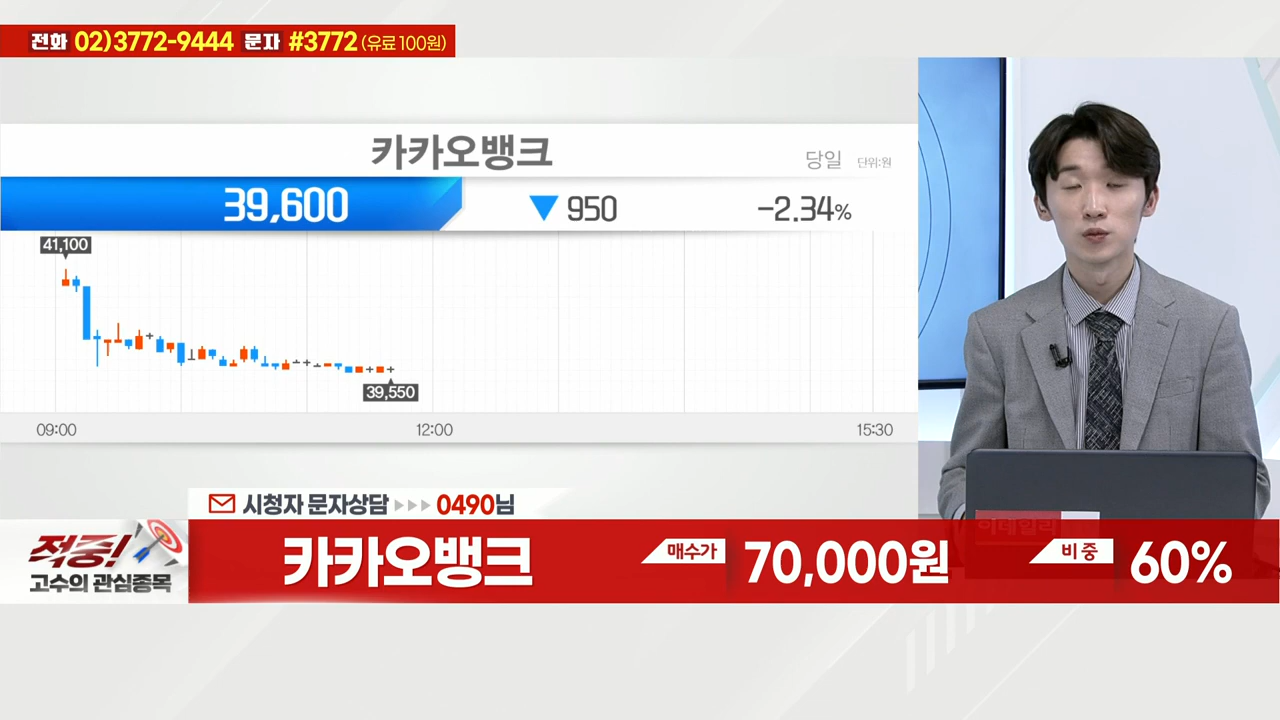 전화 02)3772-9444 문자 #3772 (유료 100원)
카카오뱅크
당일 단위:원
39,600 ▼ 950 -2.34%
41,100
39,550
09:00 12:00 15:30
시청자 문자상담 ▶▶▶ 0490님
적중!
고수의 관심종목
카카오뱅크 매수가 70,000원 비중 60%
이데일리